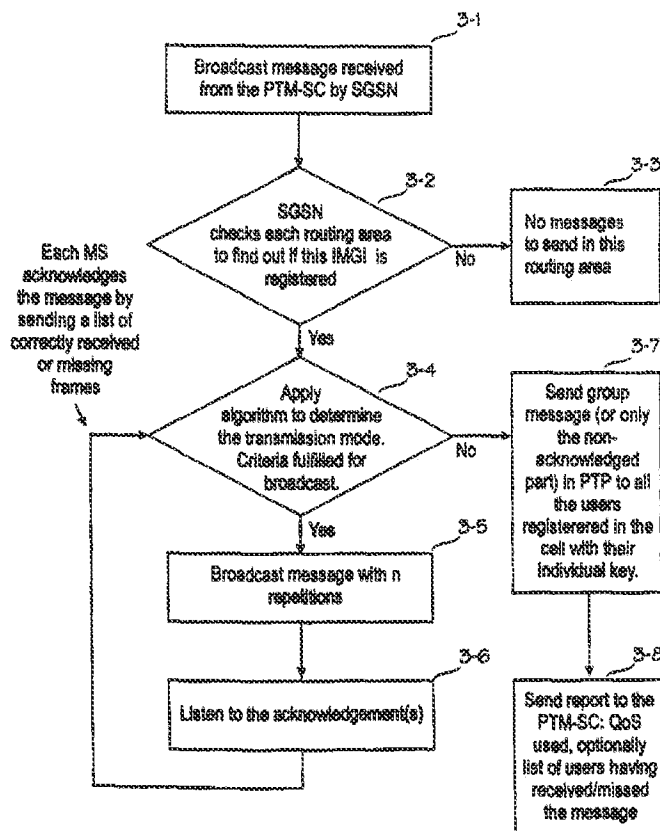 3-1
Broadcast message received
from the PTM-SC by SGSN
3-2
SGSN
checks each routing area
to find out if this IMGI is
registered
No
Yes
3-3
No messages
to send in this
routing area
Each MS
acknowledges
the message by
sending a list of
correctly received
or missing
frames
3-4
Apply
algorithm to determine
the transmission mode.
Criteria fulfilled for
broadcast.
No
Yes
3-7
Send group
message (or only
the non-
acknowledged
part) in PTP to all
the users
registerered in the
cell with their
individual key.
3-5
Broadcast message with n
repetitions
3-6
Listen to the acknowledgement(s)
3-8
Send report to the
PTM-SC: QoS
used, optionally
list of users having
received/missed
the message